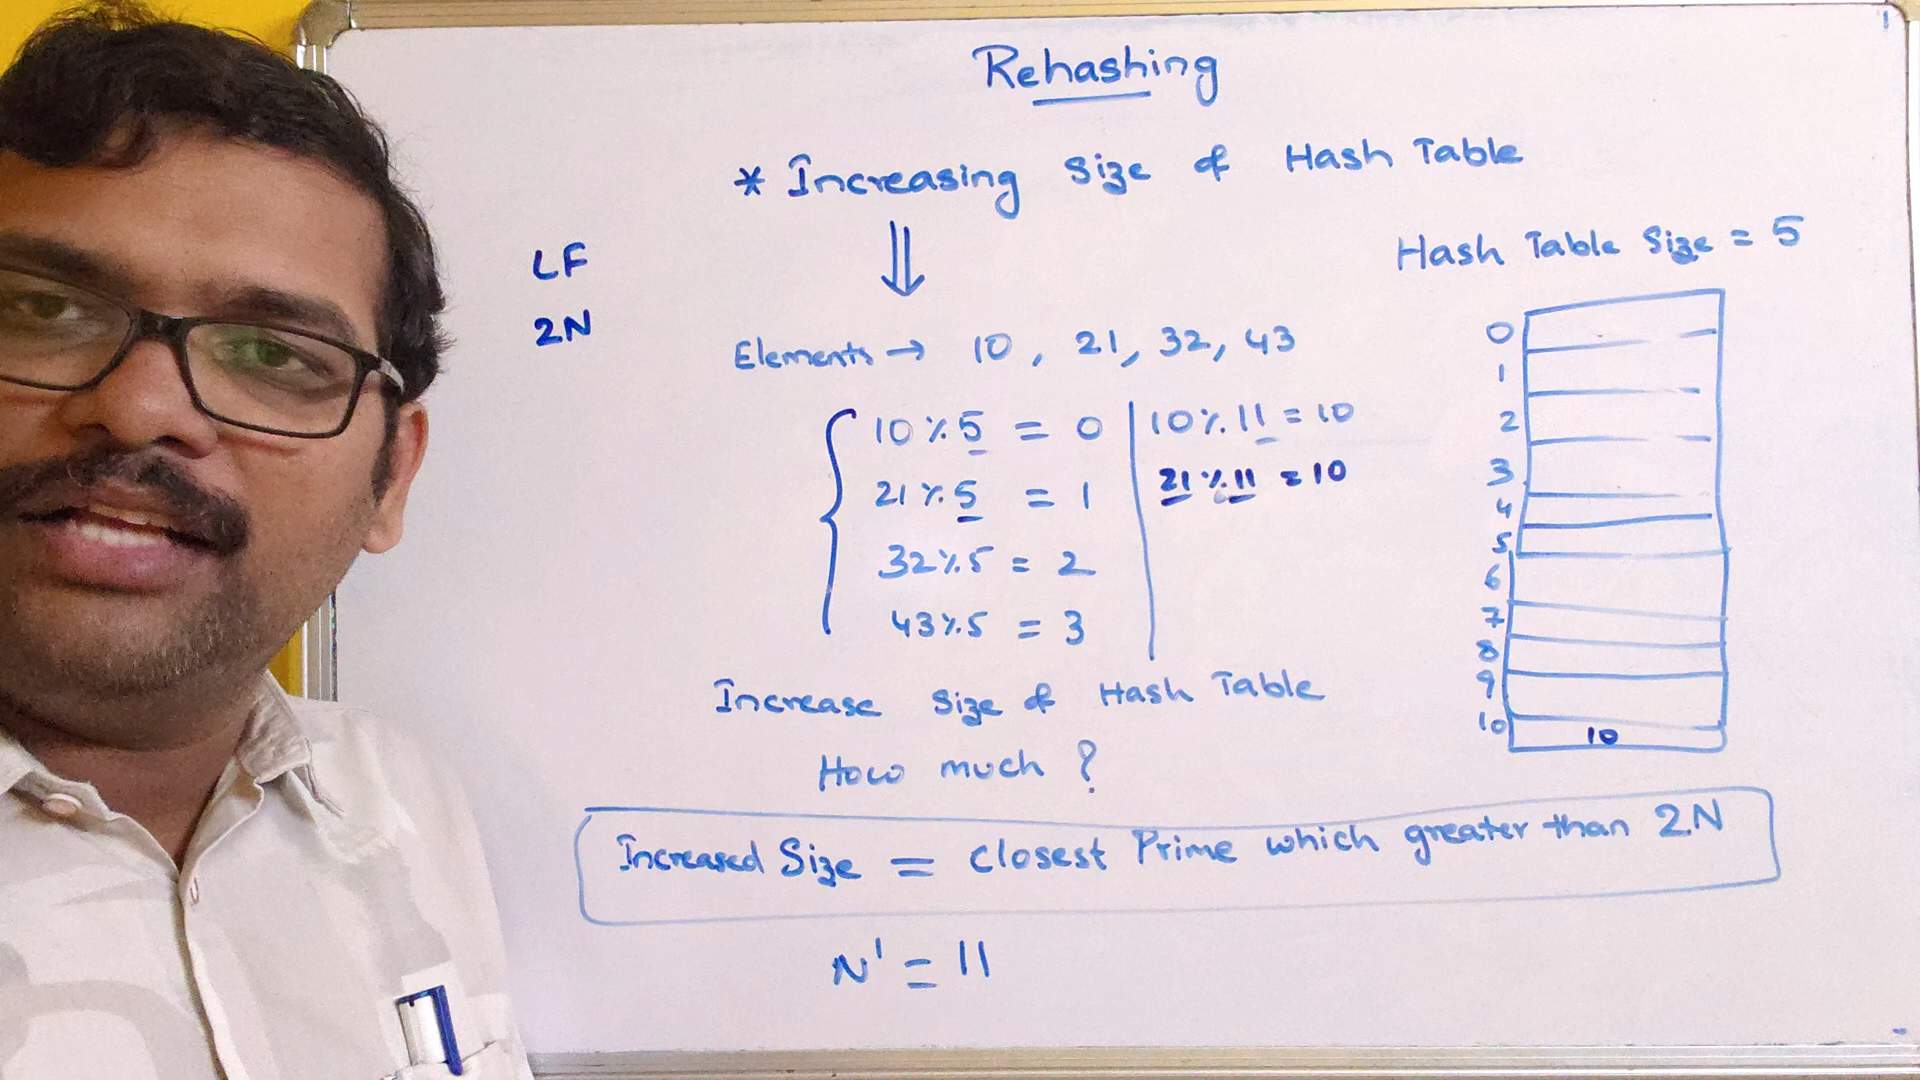 Rehashing
* Increasing Size of Hash Table
Hash Table Size = 5
LF
2N
Elements → 10, 21, 32, 43
10 % 5 = 0
21 % 5 = 1
32 % 5 = 2
43 % 5 = 3
10 % 11 = 10
21 % 11 = 10
0
1
2
3
4
5
6
7
8
9
10 10
Increase Size of Hash Table
How much ?
Increased Size = Closest Prime which greater than 2N
N' = 11